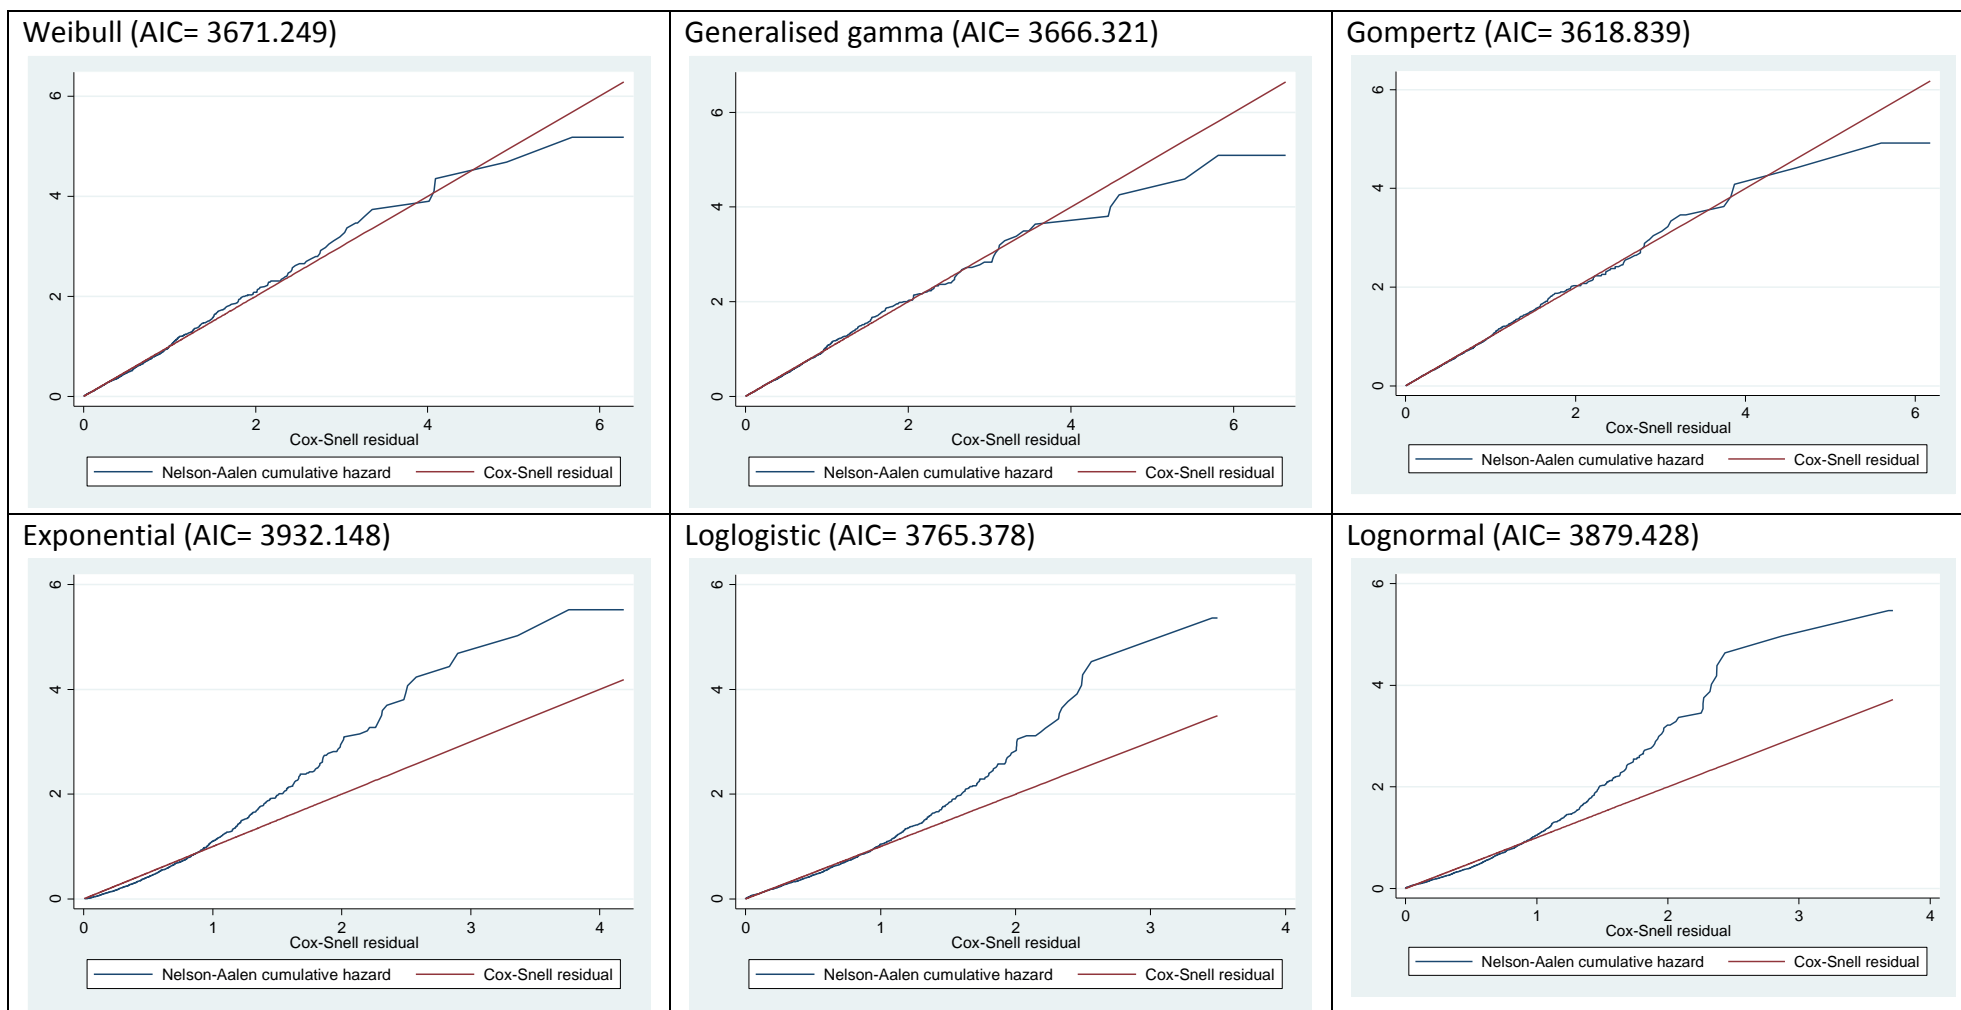 Weibull (AIC= 3671.249)
6
4
2
0
0 2 4 6
Cox-Snell residual
Nelson-Aalen cumulative hazard Cox-Snell residual
Generalised gamma (AIC= 3666.321)
6
4
2
0
0 2 4 6
Cox-Snell residual
Nelson-Aalen cumulative hazard Cox-Snell residual
Gompertz (AIC= 3618.839)
6
4
2
0
0 2 4 6
Cox-Snell residual
Nelson-Aalen cumulative hazard Cox-Snell residual
Exponential (AIC= 3932.148)
6
4
2
0
0 1 2 3 4
Cox-Snell residual
Nelson-Aalen cumulative hazard Cox-Snell residual
Loglogistic (AIC= 3765.378)
6
4
2
0
0 1 2 3 4
Cox-Snell residual
Nelson-Aalen cumulative hazard Cox-Snell residual
Lognormal (AIC= 3879.428)
6
4
2
0
0 1 2 3 4
Cox-Snell residual
Nelson-Aalen cumulative hazard Cox-Snell residual